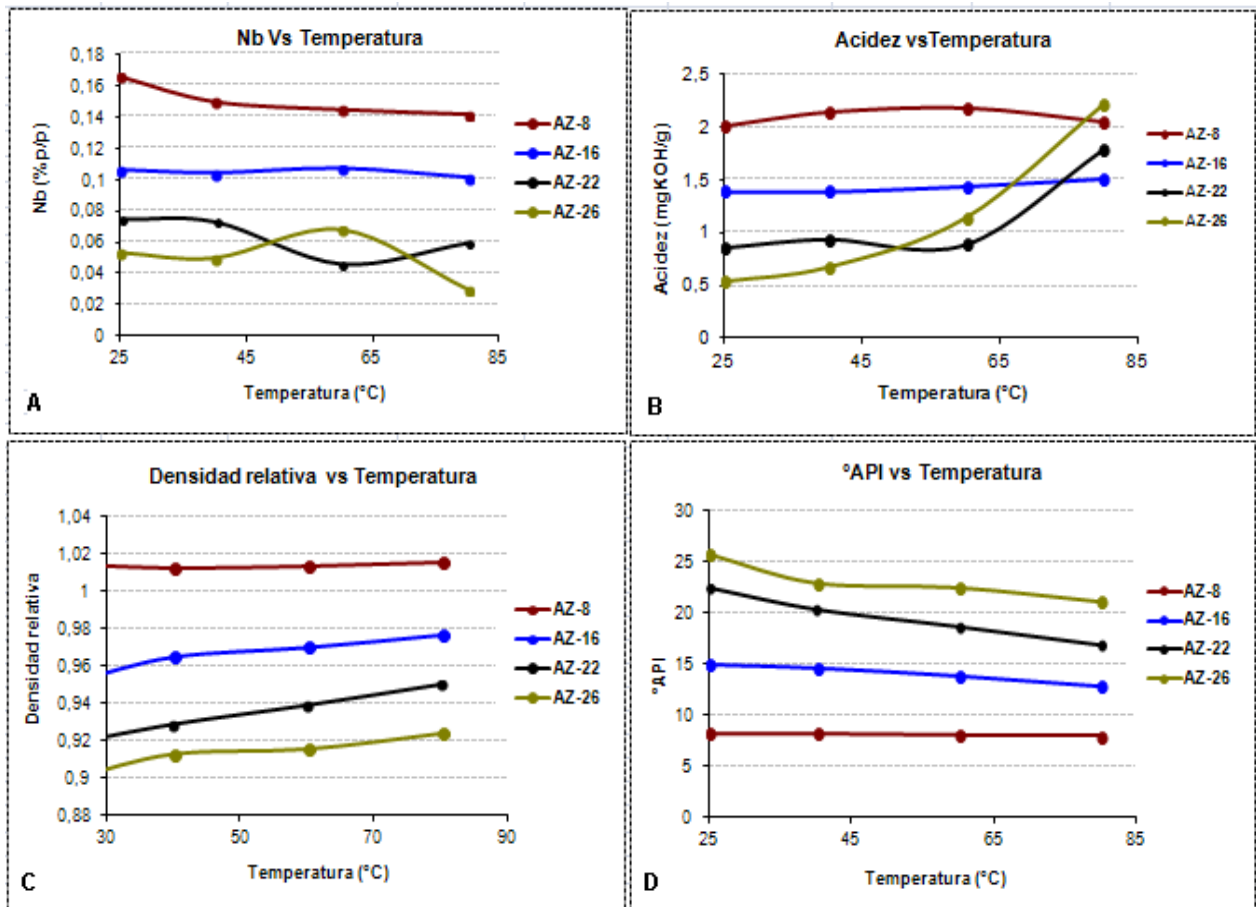 Nb Vs Temperatura
0,18
0,16
0,14
0,12
0,1
0,08
0,06
0,04
0,02
0
Nb (%p/p)
25 45 65 85
Temperatura (°C)
AZ-8
AZ-16
AZ-22
AZ-26
A
Acidez vsTemperatura
2.5
2
1.5
1
0.5
0
Acidez (mgKOH/g)
25 45 65 85
Temperatura (°C)
AZ-8
AZ-16
AZ-22
AZ-26
B
Densidad relativa vs Temperatura
1,04
1,02
1
0,98
0,96
0,94
0,92
0,9
0,88
Densidad relativa
30 50 70 90
Temperatura (°C)
AZ-8
AZ-16
AZ-22
AZ-26
C
°API vs Temperatura
30
25
20
15
10
5
0
°API
25 45 65 85
Temperatura (°C)
AZ-8
AZ-16
AZ-22
AZ-26
D